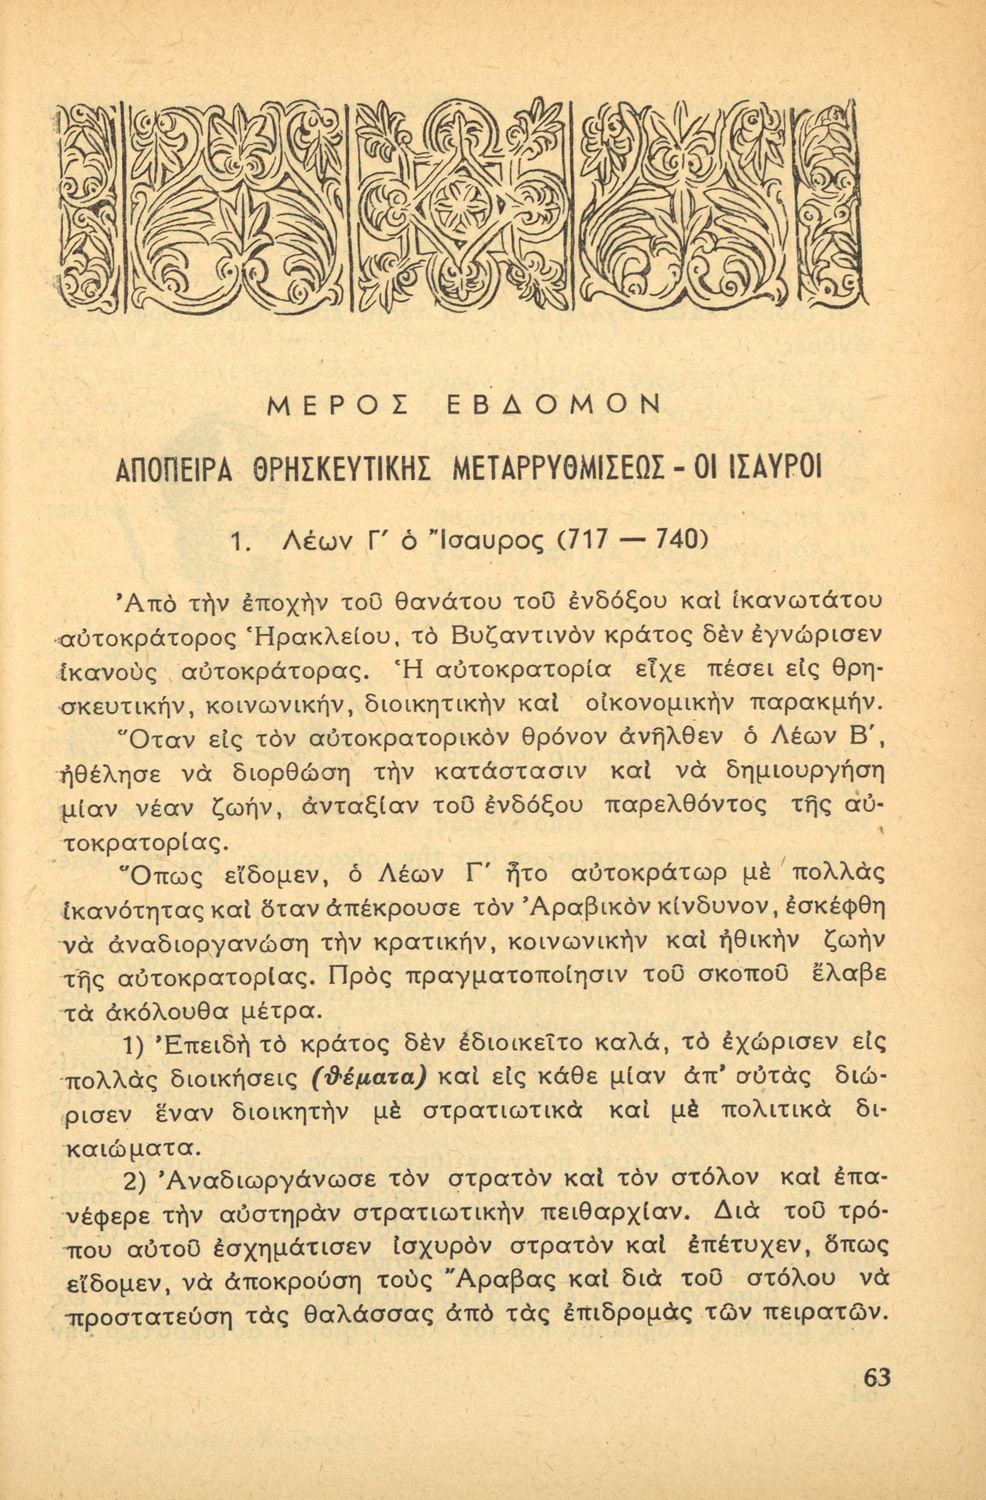 ΜΕΡΟΣ ΕΒΔΟΜΟΝ
ΑΠΟΠΕΙΡΑ ΘΡΗΣΚΕΥΤΙΚΗΣ ΜΕΤΑΡΡΥΘΜΙΣΕΩΣ - ΟΙ ΙΣΑΥΡΟΙ
1. Λέων Γ′ ὁ Ἴσαυρος (717 — 740)
Ἀπὸ τὴν ἐποχὴν τοῦ θανάτου τοῦ ἐνδόξου καὶ ἱκανωτάτου
αὐτοκράτορος Ἡρακλείου, τὸ Βυζαντινὸν κράτος δὲν ἐγνώρισεν
ἱκανοὺς αὐτοκράτορας. Ἡ αὐτοκρατορία εἶχε πέσει εἰς θρη-
σκευτικήν, κοινωνικήν, διοικητικὴν καὶ οἰκονομικὴν παρακμήν.
Ὅταν εἰς τὸν αὐτοκρατορικὸν θρόνον ἀνῆλθεν ὁ Λέων Β′,
ἠθέλησε νὰ διορθώση τὴν κατάστασιν καὶ νὰ δημιουργήση
μίαν νέαν ζωήν, ἀνταξίαν τοῦ ἐνδόξου παρελθόντος τῆς αὐ-
τοκρατορίας.
Ὅπως εἴδομεν, ὁ Λέων Γ′ ἦτο αὐτοκράτωρ μὲ πολλὰς
ἱκανότητας καὶ ὅταν ἀπέκρουσε τὸν Ἀραβικὸν κίνδυνον, ἐσκέφθη
νὰ ἀναδιοργανώση τὴν κρατικήν, κοινωνικὴν καὶ ἠθικὴν ζωὴν
τῆς αὐτοκρατορίας. Πρὸς πραγματοποίησιν τοῦ σκοποῦ ἔλαβε
τὰ ἀκόλουθα μέτρα.
1) Ἐπειδὴ τὸ κράτος δὲν ἐδιοικεῖτο καλά, τὸ ἐχώρισεν εἰς
πολλὰς διοικήσεις (θέματα) καὶ εἰς κάθε μίαν ἀπ' αὐτὰς διώ-
ρισεν ἕναν διοικητὴν μὲ στρατιωτικὰ καὶ μὲ πολιτικὰ δι-
καιώματα.
2) Ἀναδιωργάνωσε τὸν στρατὸν καὶ τὸν στόλον καὶ ἐπα-
νέφερε τὴν αὐστηρὰν στρατιωτικὴν πειθαρχίαν. Διὰ τοῦ τρό-
που αὐτοῦ ἐσχημάτισεν ἰσχυρὸν στρατὸν καὶ ἐπέτυχεν, ὅπως
εἴδομεν, νὰ ἀποκρούση τοὺς Ἄραβας καὶ διὰ τοῦ στόλου νὰ
προστατεύση τὰς θαλάσσας ἀπὸ τὰς ἐπιδρομὰς τῶν πειρατῶν.
63